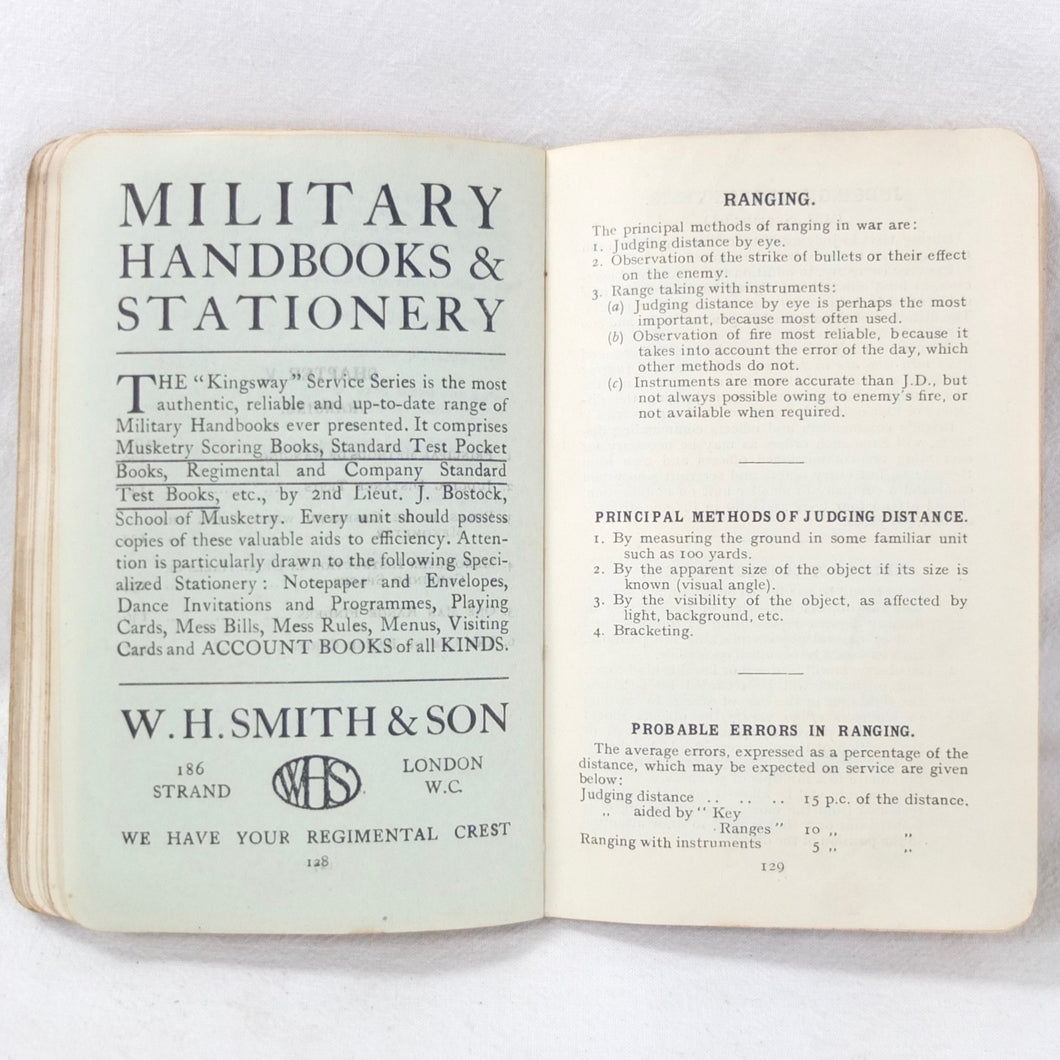 MILITARY
HANDBOOKS &
STATIONERY
THE "Kingsway" Service Series is the most
authentic, reliable and up-to-date range of
Military Handbooks ever presented. It comprises
Musketry Scoring Books, Standard Test Pocket
Books, Regimental and Company Standard
Test Books, etc., by 2nd Lieut. J. Bostock,
School of Musketry. Every unit should possess
copies of these valuable aids to efficiency. Atten-
tion is particularly drawn to the following Speci-
alized Stationery: Notepaper and Envelopes,
Dance Invitations and Programmes, Playing
Cards, Mess Bills, Mess Rules, Menus, Visiting
Cards and ACCOUNT BOOKS of all KINDS.
W. H. SMITH & SON
186
STRAND
WHS
LONDON
W.C.
WE HAVE YOUR REGIMENTAL CREST
128
RANGING.
The principal methods of ranging in war are:
1. Judging distance by eye.
2. Observation of the strike of bullets or their effect
on the enemy.
3. Range taking with instruments:
(a) Judging distance by eye is perhaps the most
important, because most often used.
(b) Observation of fire most reliable, because it
takes into account the error of the day, which
other methods do not.
(c) Instruments are more accurate than J.D., but
not always possible owing to enemy's fire, or
not available when required.
PRINCIPAL METHODS OF JUDGING DISTANCE.
1. By measuring the ground in some familiar unit
such as 100 yards.
2. By the apparent size of the object if its size is
known (visual angle).
3. By the visibility of the object, as affected by
light, background, etc.
4. Bracketing.
PROBABLE ERRORS IN RANGING.
The average errors, expressed as a percentage of the
distance, which may be expected on service are given
below:
Judging distance .. .. .. 15 p.c. of the distance.
" aided by "Key
Ranges" 10 " "
Ranging with instruments 5 " "
129